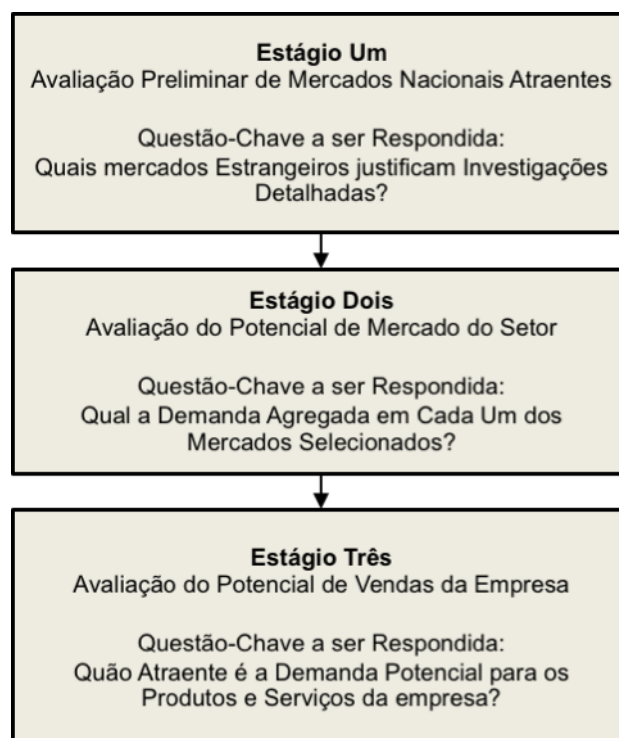 Estágio Um
Avaliação Preliminar de Mercados Nacionais Atraentes
Questão-Chave a ser Respondida:
Quais mercados Estrangeiros justificam Investigações
Detalhadas?
Estágio Dois
Avaliação do Potencial de Mercado do Setor
Questão-Chave a ser Respondida:
Qual a Demanda Agregada em Cada Um dos
Mercados Selecionados?
Estágio Três
Avaliação do Potencial de Vendas da Empresa
Questão-Chave a ser Respondida:
Quão Atraente é a Demanda Potencial para os
Produtos e Serviços da empresa?